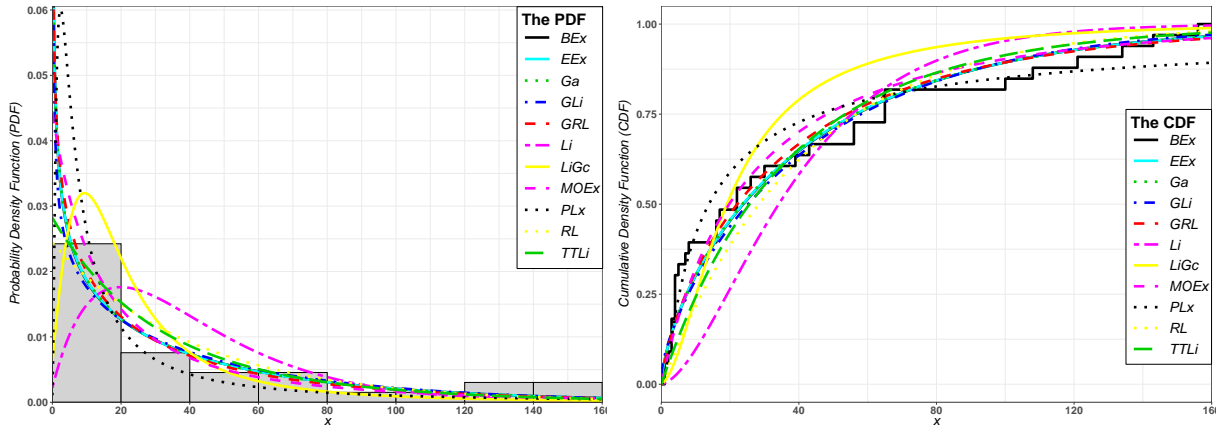 Probability Density Function (PDF)
0.06
0.05
0.04
0.03
0.02
0.01
0.00
0 20 40 60 80 100 120 140 160
x
The PDF
BEx
EEx
Ga
GLi
GRL
Li
LiGc
MOEx
PLx
RL
TTLi
Cumulative Density Function (CDF)
1.00
0.75
0.50
0.25
0.00
0 40 80 120 160
x
The CDF
BEx
EEx
Ga
GLi
GRL
Li
LiGc
MOEx
PLx
RL
TTLi